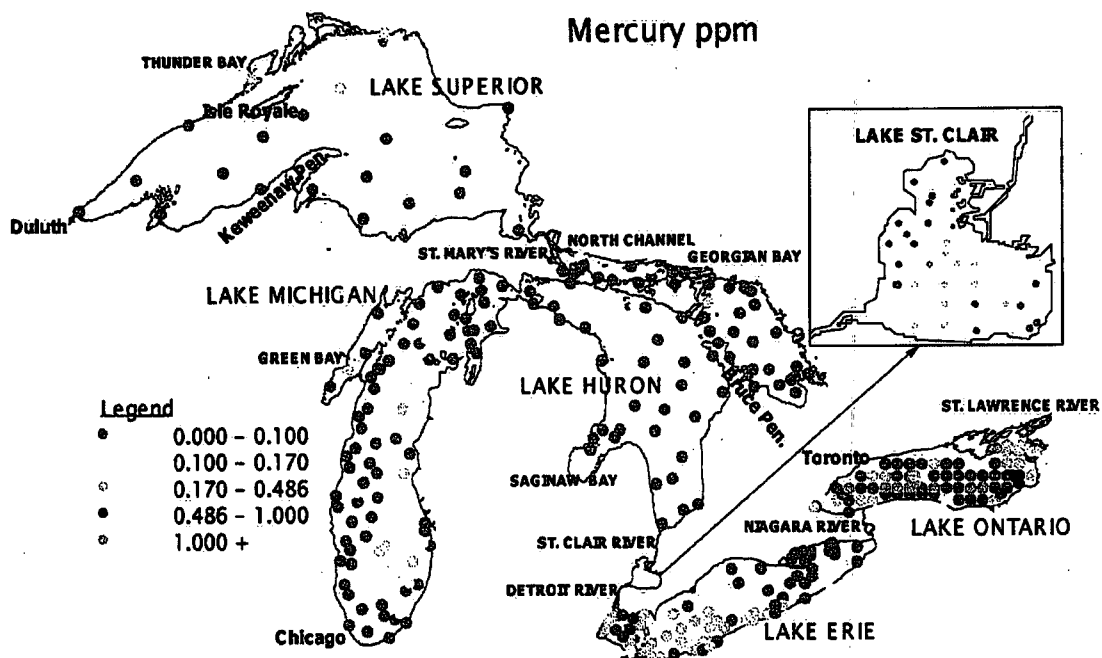 Mercury ppm
THUNDER BAY
LAKE SUPERIOR
Isle Royale
LAKE ST. CLAIR
Keweenaw Pen.
Duluth
NORTH CHANNEL
ST. MARY'S RIVER
GEORGIAN BAY
LAKE MICHIGAN
GREEN BAY
LAKE HURON
Bruce Pen.
Legend
0.000 - 0.100
0.100 - 0.170
0.170 - 0.486
0.486 - 1.000
1.000 +
ST. LAWRENCE RIVER
Toronto
SAGINAW BAY
NIAGARA RIVER
LAKE ONTARIO
ST. CLAIR RIVER
DETROIT RIVER
LAKE ERIE
Chicago